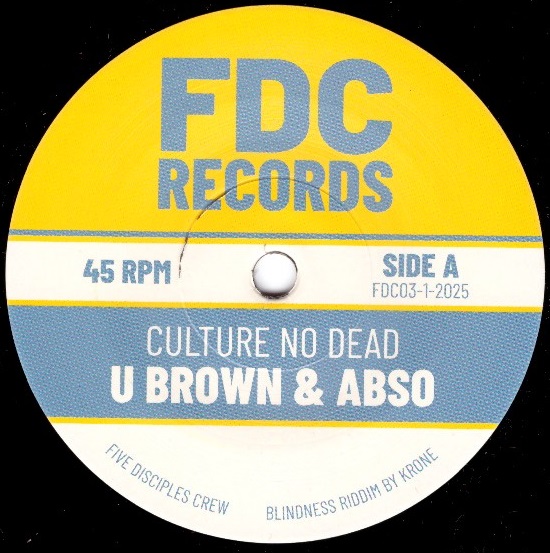 FDC
RECORDS
45 RPM
SIDE A
FDC03-1-2025
CULTURE NO DEAD
U BROWN & ABSO
FIVE DISCIPLES CREW
BLINDNESS RIDDIM BY KRONE